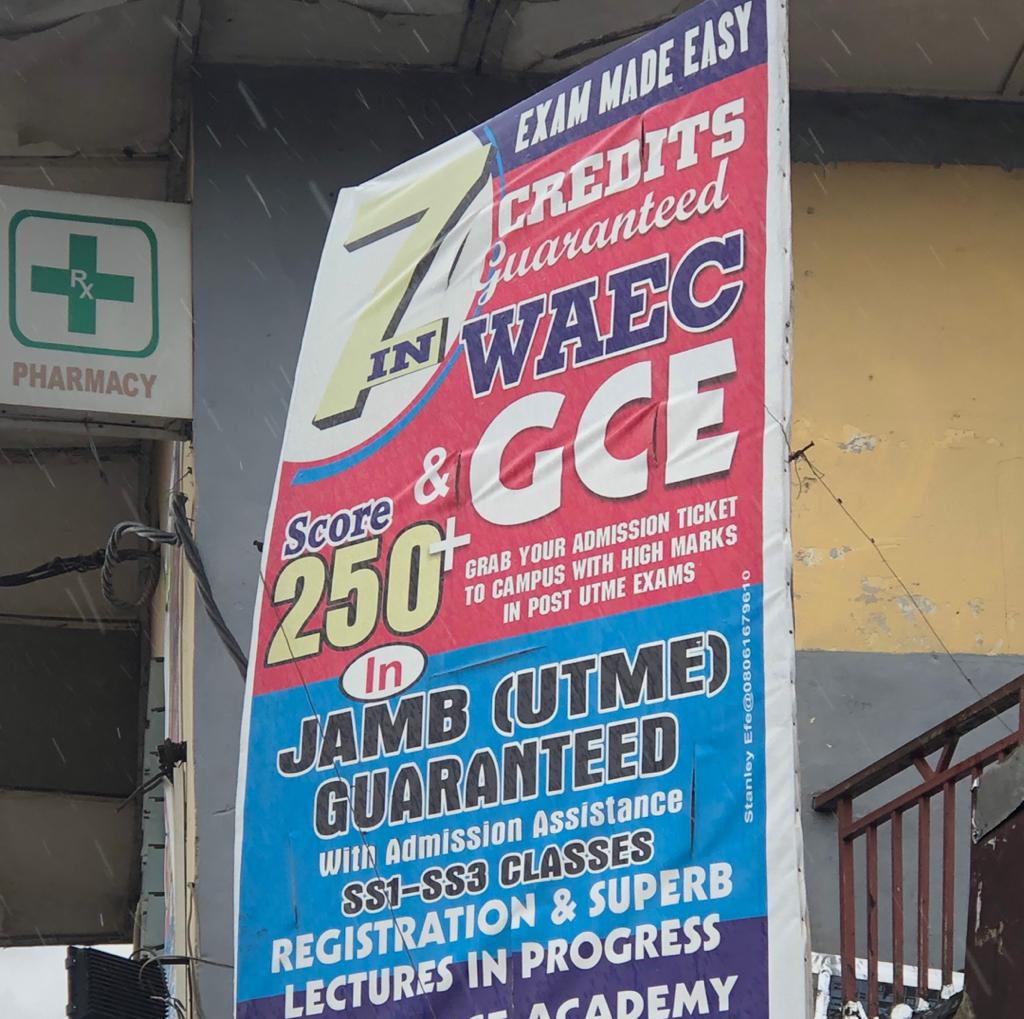 Rx
PHARMACY
EXAM MADE EASY
7 CREDITS
Guaranteed
IN WAEC
& GCE
Score
250+
GRAB YOUR ADMISSION TICKET
TO CAMPUS WITH HIGH MARKS
IN POST UTME EXAMS
In
JAMB (UTME)
GUARANTEED
With Admission Assistance
SS1-SS3 CLASSES
REGISTRATION & SUPERB
LECTURES IN PROGRESS
ACADEMY
Stanley Efe@08061679610